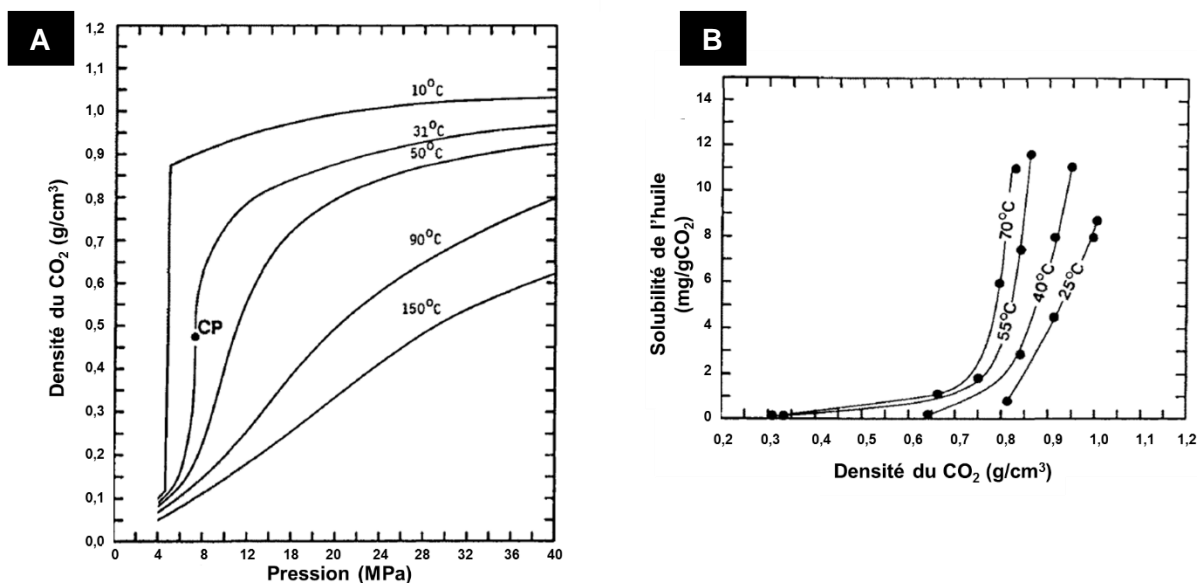 A
1,2
1,1
1,0
0,9
0,8
0,7
0,6
0,5
0,4
0,3
0,2
0,1
0,0
Densité du CO₂ (g/cm³)
10°C
31°C
50°C
90°C
150°C
CP
0 4 8 12 16 20 24 28 32 36 40
Pression (MPa)
B
14
12
10
8
6
4
2
0
Solubilité de l’huile
(mg/gCO₂)
70°C
55°C
40°C
25°C
0,2 0,3 0,4 0,5 0,6 0,7 0,8 0,9 1,0 1,2
Densité du CO₂ (g/cm³)